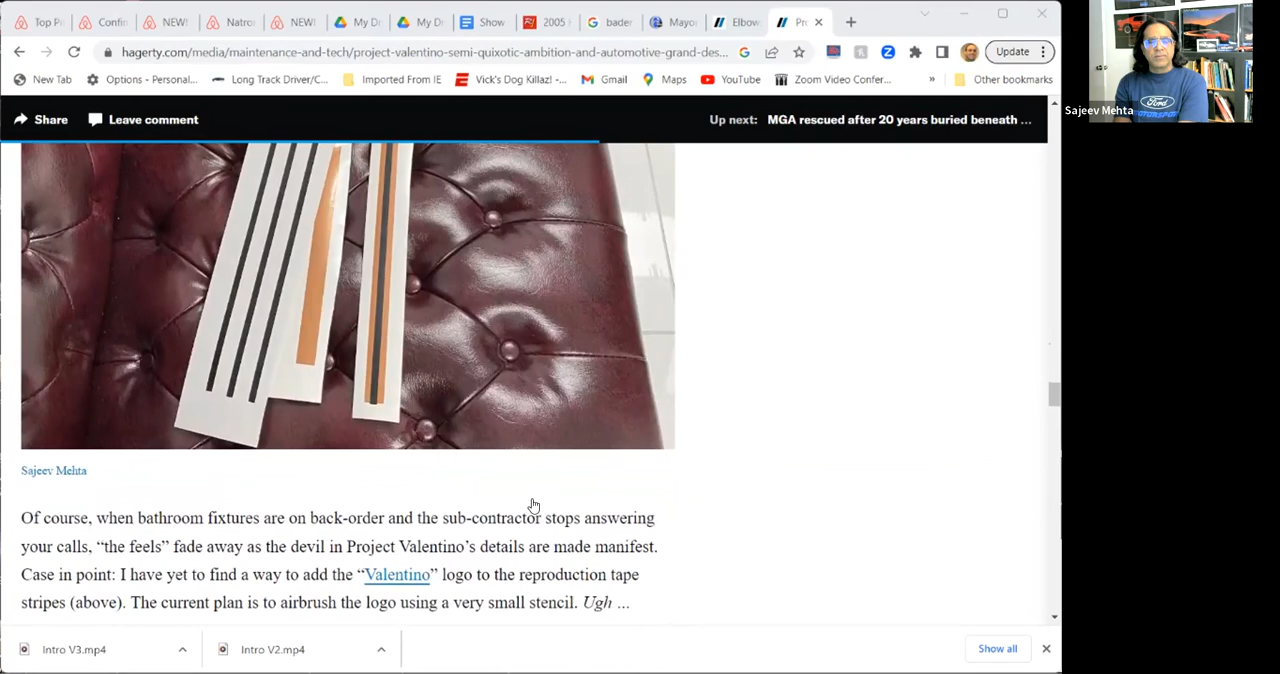 Top P
Confin
NEW!
Natro
NEW!
My Dr
My Dr
Show
2005
bader
Mayo
Elbow
Pr
hagerty.com/media/maintenance-and-tech/project-valentino-semi-quixotic-ambition-and-automotive-grand-des...
Update
New Tab
Options - Personal...
Long Track Driver/C...
Imported From IE
Vick's Dog Killaz! -...
Gmail
Maps
YouTube
Zoom Video Confer...
»
Other bookmarks
Share
Leave comment
Up next: MGA rescued after 20 years buried beneath ...
Sajeev Mehta
Ford
Sajeev Mehta
Of course, when bathroom fixtures are on back-order and the sub-contractor stops answering
your calls, “the feels” fade away as the devil in Project Valentino’s details are made manifest.
Case in point: I have yet to find a way to add the “Valentino” logo to the reproduction tape
stripes (above). The current plan is to airbrush the logo using a very small stencil. Ugh ...
Intro V3.mp4
Intro V2.mp4
Show all